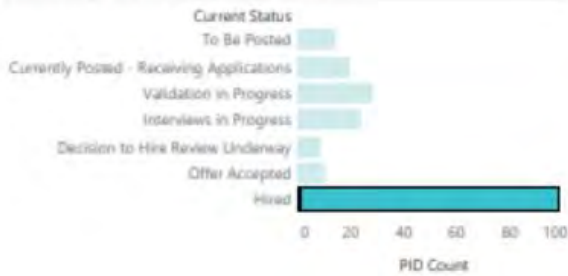 Current Status
To Be Posted
Currently Posted - Receiving Applications
Validation in Progress
Interviews in Progress
Decision to Hire Review Underway
Offer Accepted
Hired
0 20 40 60 80 100
PID Count